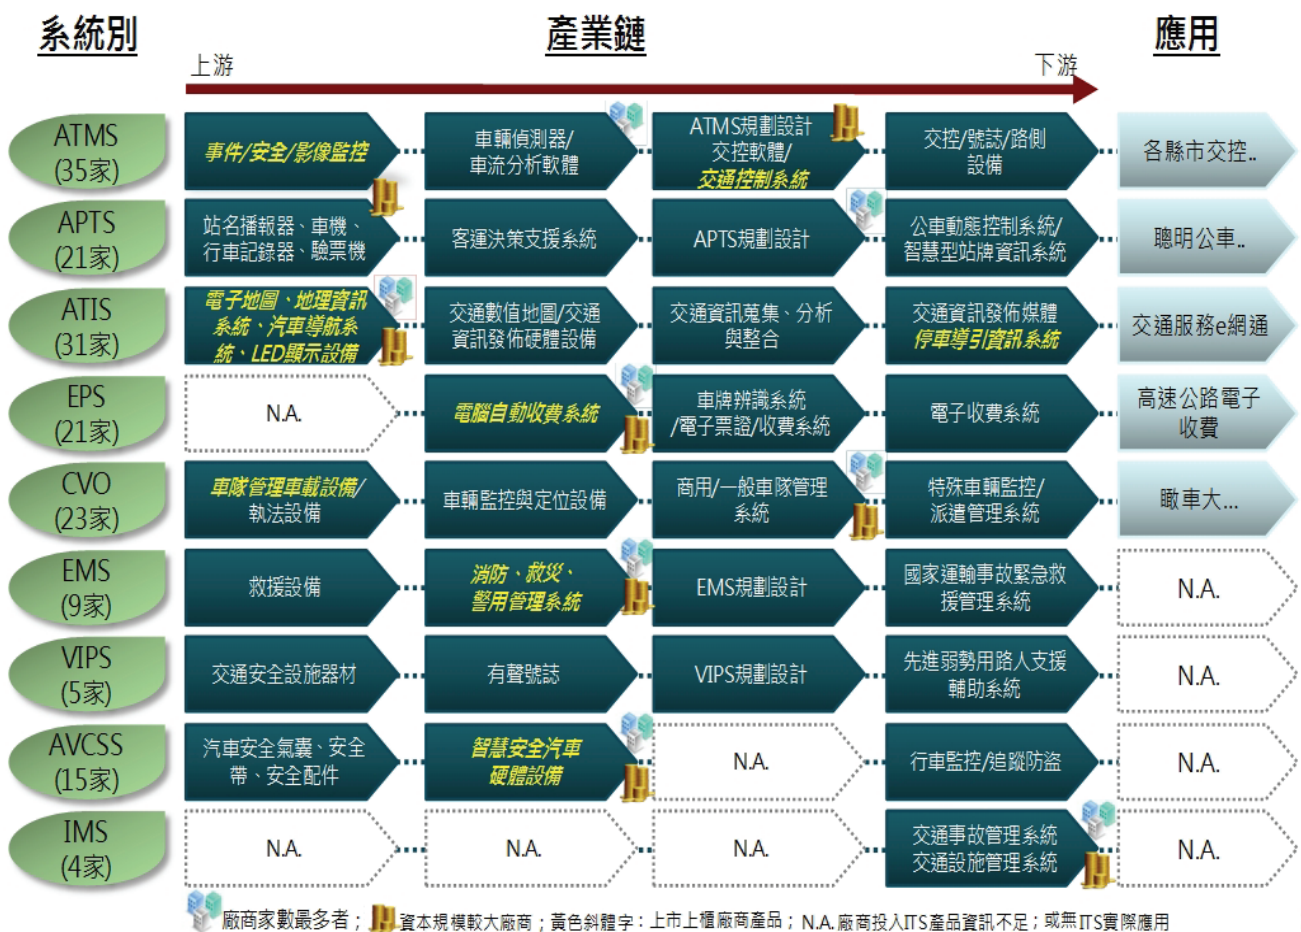 系統別
產業鏈
應用
上游
下游
ATMS
(35家)
事件/安全/影像監控
車輛偵測器/
車流分析軟體
ATMS規劃設計
交控軟體/
交通控制系統
交控/號誌/路側
設備
各縣市交控..
APTS
(21家)
站名播報器、車機、
行車記錄器、驗票機
客運決策支援系統
APTS規劃設計
公車動態控制系統/
智慧型站牌資訊系統
聰明公車..
ATIS
(31家)
電子地圖、地理資訊
系統、汽車導航系
統、LED顯示設備
交通數值地圖/交通
資訊發佈硬體設備
交通資訊蒐集、分析
與整合
交通資訊發佈媒體
停車導引資訊系統
交通服務e網通
EPS
(21家)
N.A.
電腦自動收費系統
車牌辨識系統
/電子票證/收費系統
電子收費系統
高速公路電子
收費
CVO
(23家)
車隊管理車載設備/
執法設備
車輛監控與定位設備
商用/一般車隊管理
系統
特殊車輛監控/
派遣管理系統
瞰車大...
EMS
(9家)
救援設備
消防、救災、
警用管理系統
EMS規劃設計
國家運輸事故緊急救
援管理系統
N.A.
VIPS
(5家)
交通安全設施器材
有聲號誌
VIPS規劃設計
先進弱勢用路人支援
輔助系統
N.A.
AVCSS
(15家)
汽車安全氣囊、安全
帶、安全配件
智慧安全汽車
硬體設備
N.A.
行車監控/追蹤防盜
N.A.
IMS
(4家)
N.A.
N.A.
N.A.
交通事故管理系統
交通設施管理系統
N.A.
廠商家數最多者；資本規模較大廠商；黃色斜體字：上市上櫃廠商產品；N.A.廠商投入ITS產品資訊不足；或無ITS實際應用